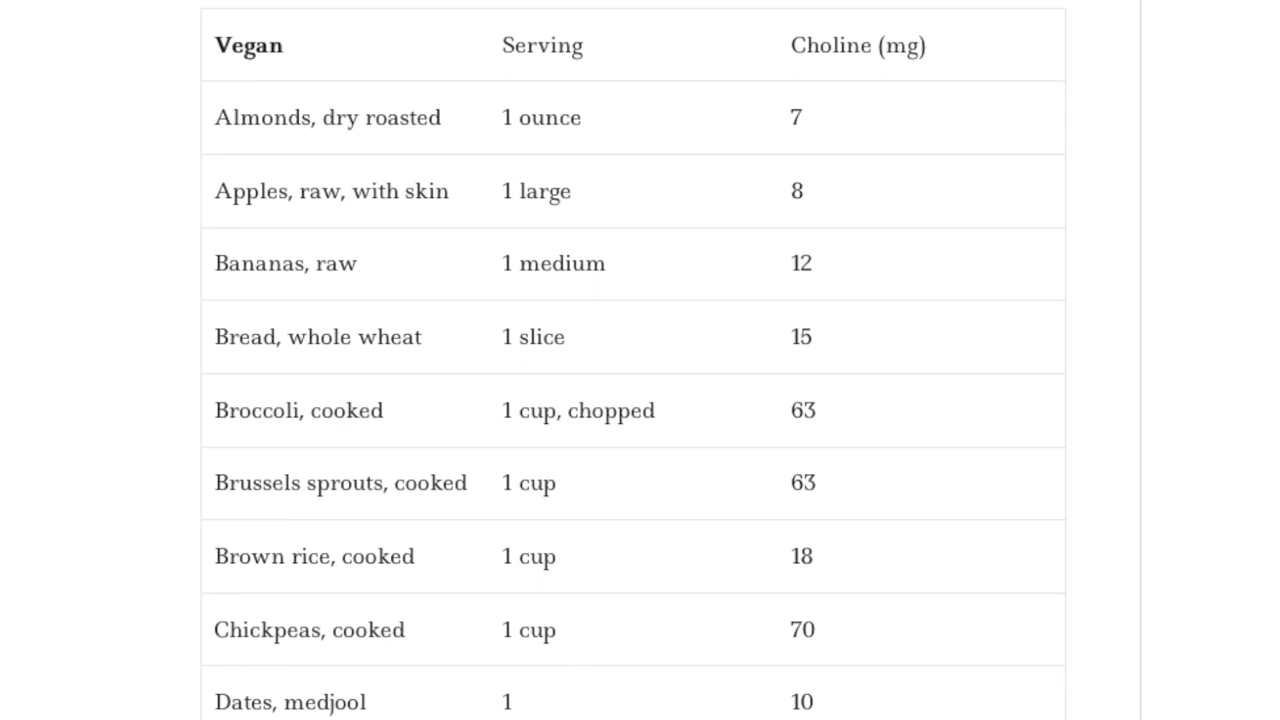 Vegan Serving Choline (mg)
Almonds, dry roasted 1 ounce 7
Apples, raw, with skin 1 large 8
Bananas, raw 1 medium 12
Bread, whole wheat 1 slice 15
Broccoli, cooked 1 cup, chopped 63
Brussels sprouts, cooked 1 cup 63
Brown rice, cooked 1 cup 18
Chickpeas, cooked 1 cup 70
Dates, medjool 1 10